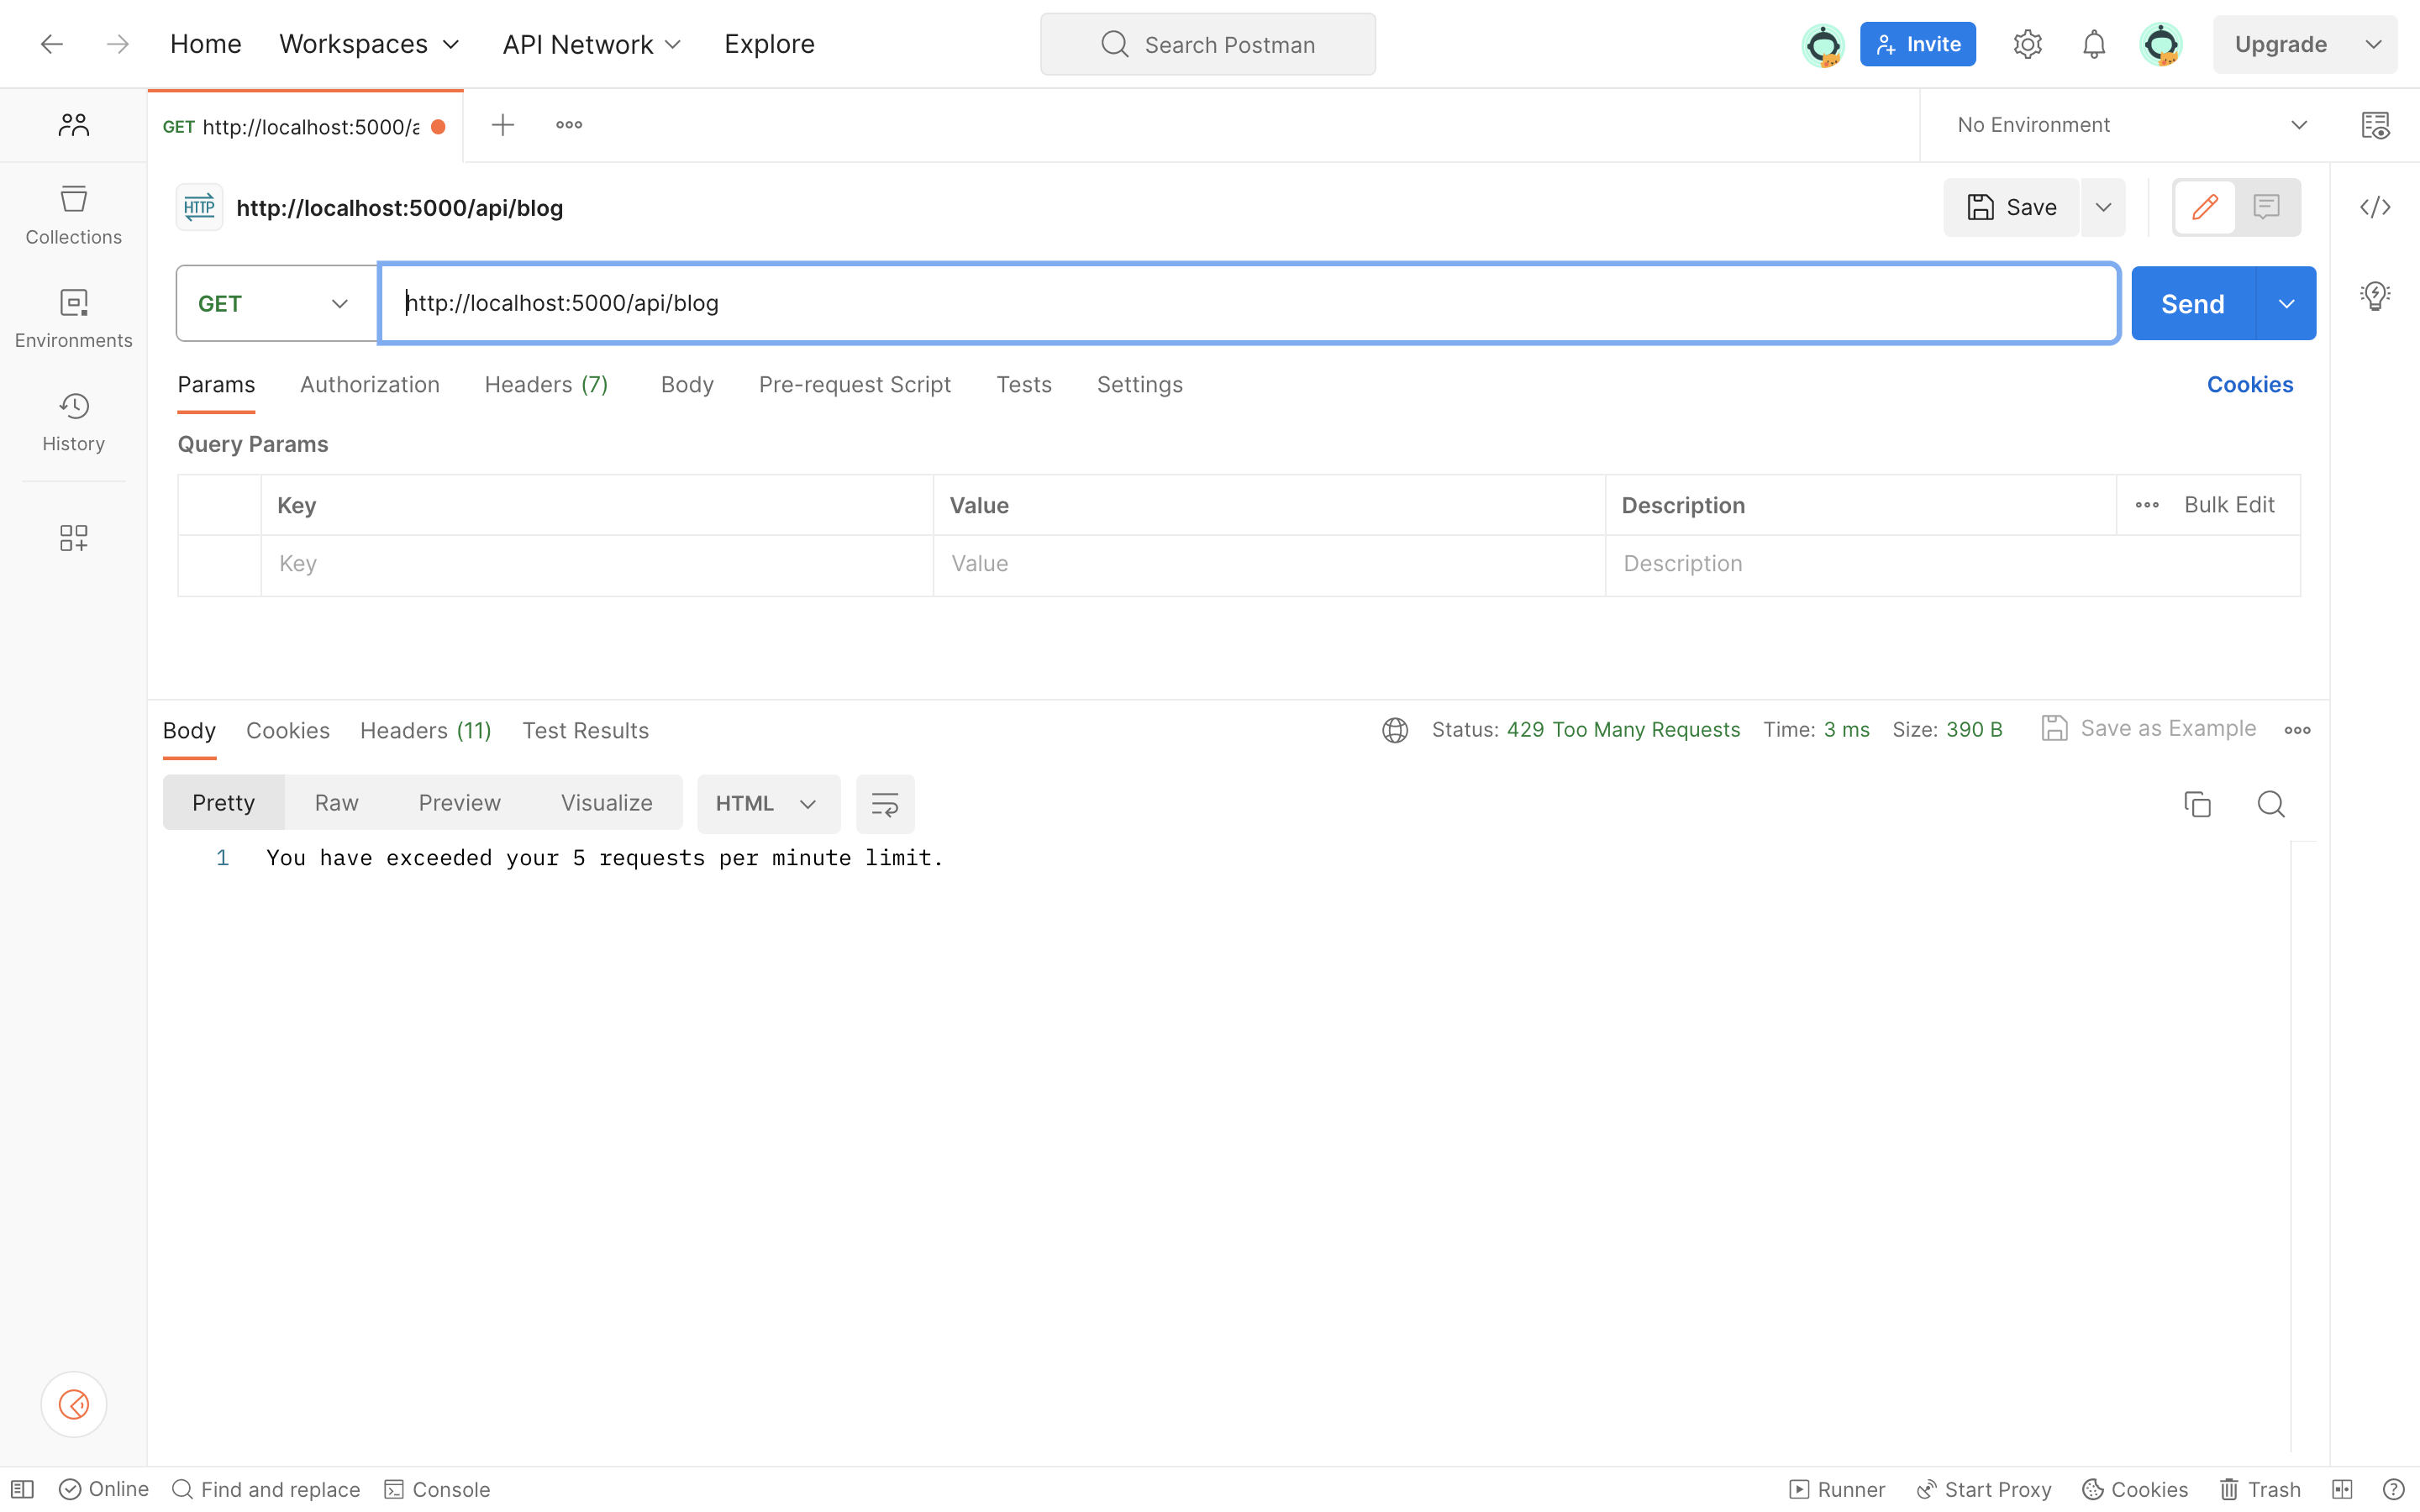 Home Workspaces API Network Explore Search Postman Invite Upgrade
GET http://localhost:5000/a No Environment
HTTP http://localhost:5000/api/blog Save
Collections
GET http://localhost:5000/api/blog Send
Environments
Params Authorization Headers (7) Body Pre-request Script Tests Settings Cookies
History
Query Params
Key Value Description Bulk Edit
Key Value Description
Body Cookies Headers (11) Test Results Status: 429 Too Many Requests Time: 3 ms Size: 390 B Save as Example
Pretty Raw Preview Visualize HTML
1 You have exceeded your 5 requests per minute limit.
Online Find and replace Console Runner Start Proxy Cookies Trash